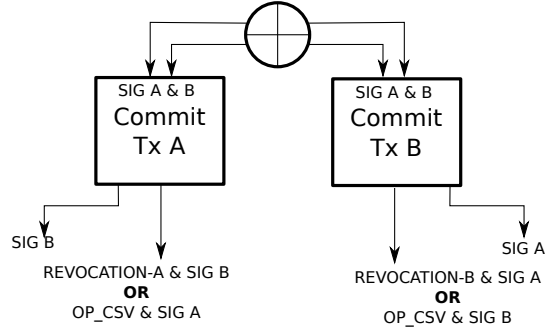 SIG A & B
Commit
Tx A
SIG A & B
Commit
Tx B
SIG B
REVOCATION-A & SIG B
OR
OP_CSV & SIG A
SIG A
REVOCATION-B & SIG A
OR
OP_CSV & SIG B